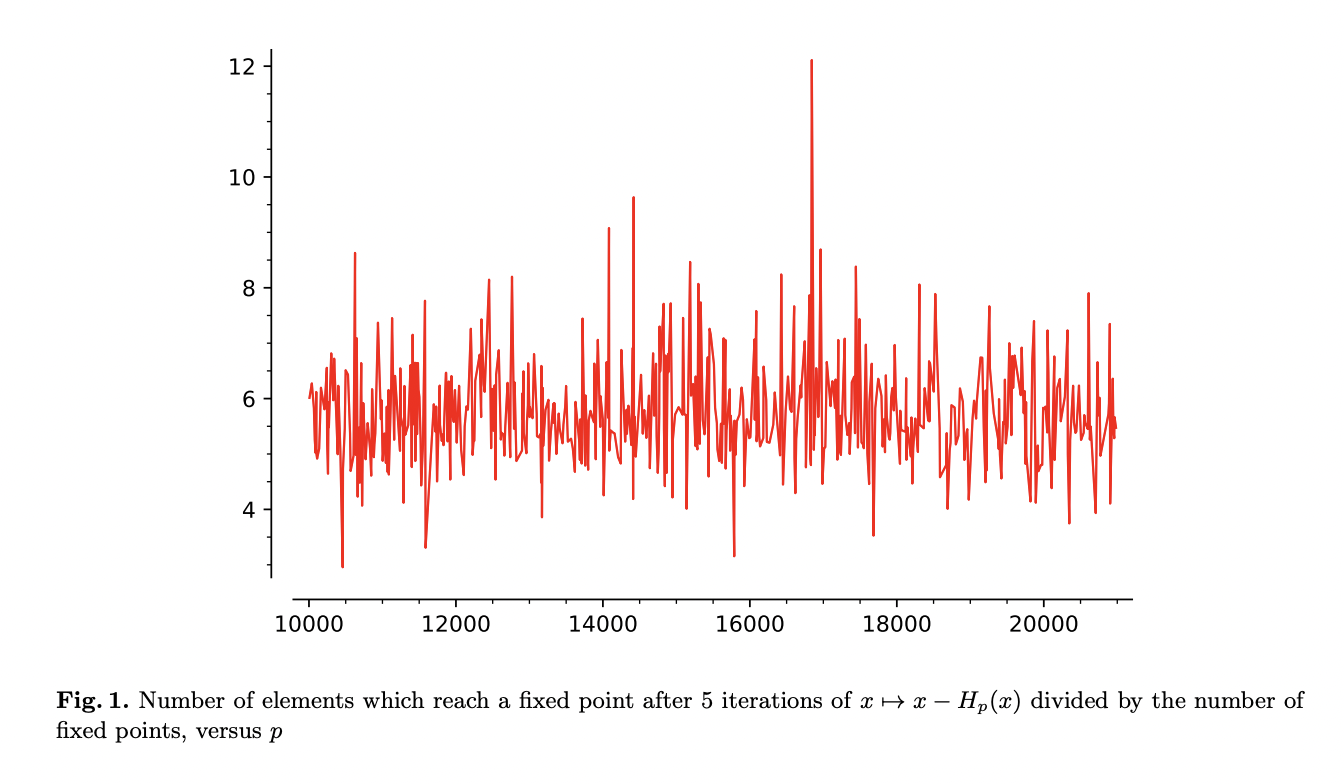 12
10
8
6
4
10000 12000 14000 16000 18000 20000
Fig. 1. Number of elements which reach a fixed point after 5 iterations of x ↦ x − Hₚ(x) divided by the number of
fixed points, versus p